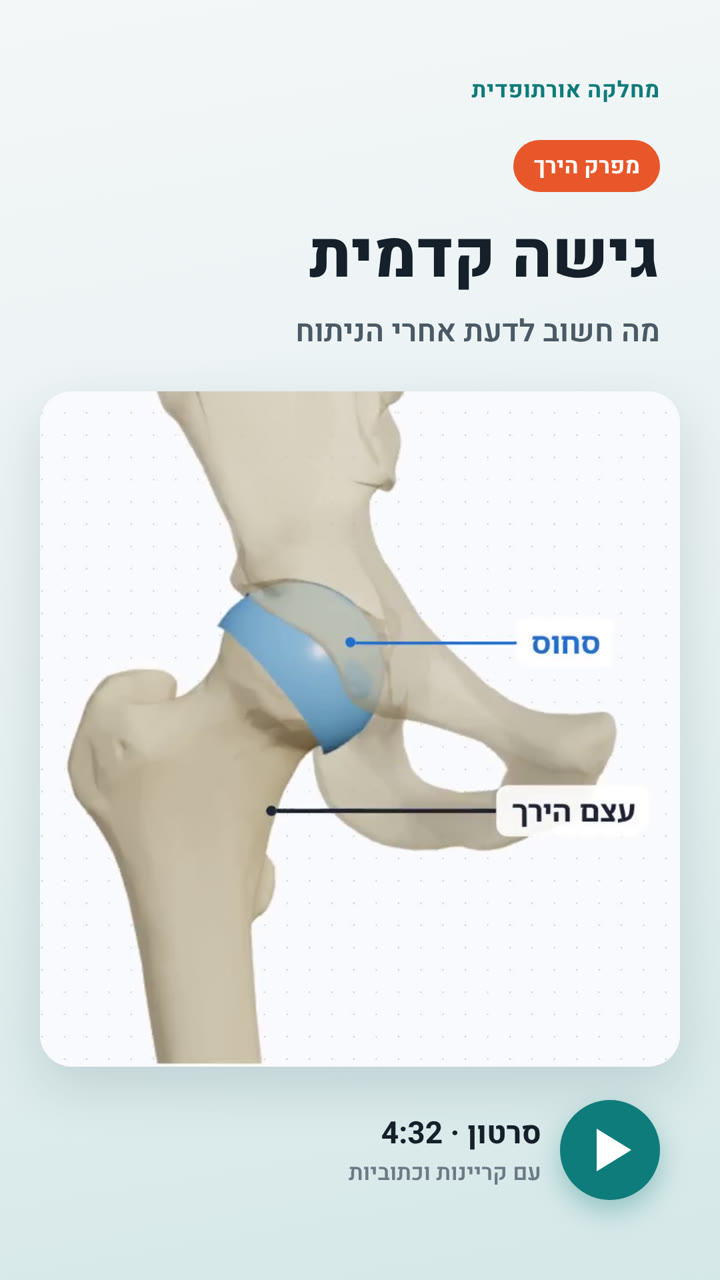 מחלקה אורתופדית
מפרק הירך
גישה קדמית
מה חשוב לדעת אחרי הניתוח
סחוס
עצם הירך
סרטון · 4:32
עם קריינות וכתוביות